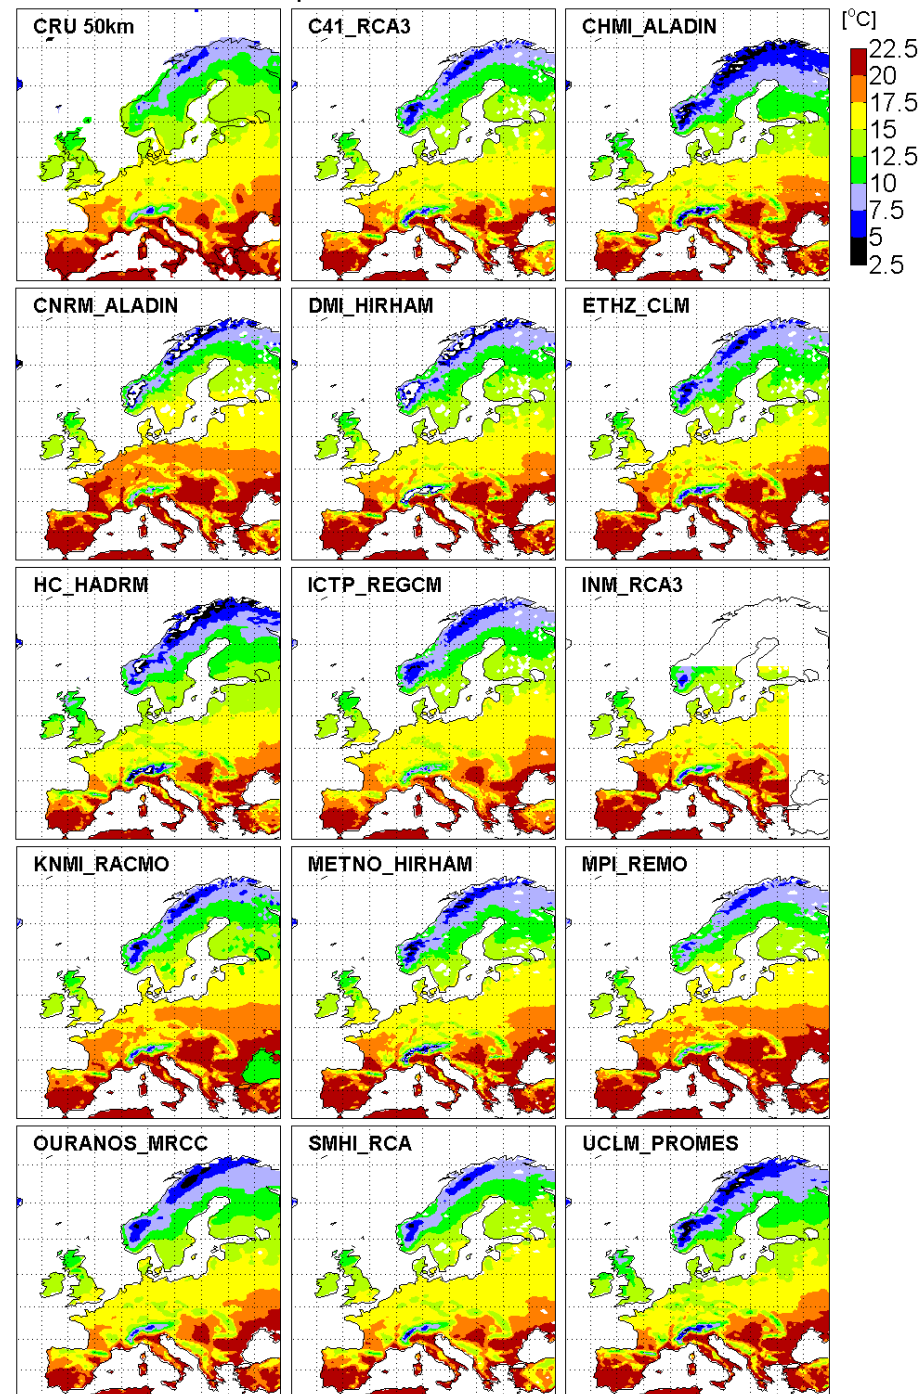 CRU 50km
C41_RCA3
CHMI_ALADIN
[°C]
22.5
20
17.5
15
12.5
10
7.5
5
2.5
CNRM_ALADIN
DMI_HIRHAM
ETHZ_CLM
HC_HADRM
ICTP_REGCM
INM_RCA3
KNMI_RACMO
METNO_HIRHAM
MPI_REMO
OURANOS_MRCC
SMHI_RCA
UCLM_PROMES